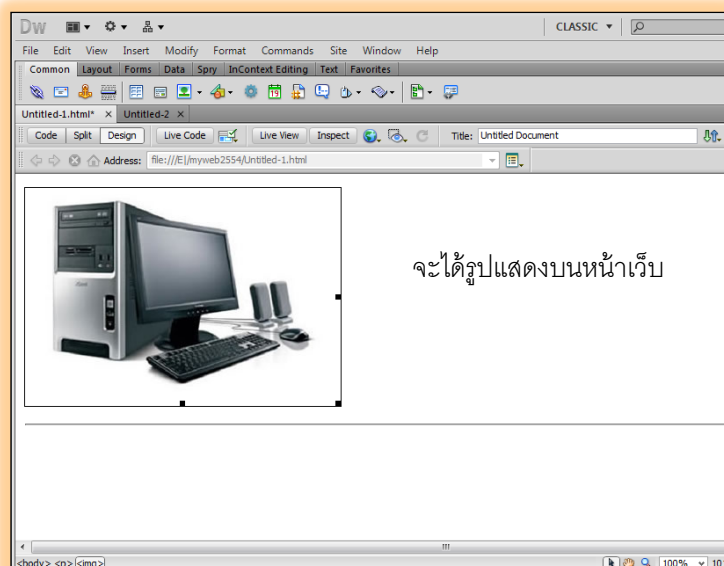 Dw CLASSIC
File Edit View Insert Modify Format Commands Site Window Help
Common Layout Forms Data Spry InContext Editing Text Favorites
19
Untitled-1.html* × Untitled-2 ×
Code Split Design Live Code Live View Inspect Title: Untitled Document
Address: file:///E|/myweb2554/Untitled-1.html
จะได้รูปแสดงบนหน้าเว็บ
<body> <p> <img> 100%